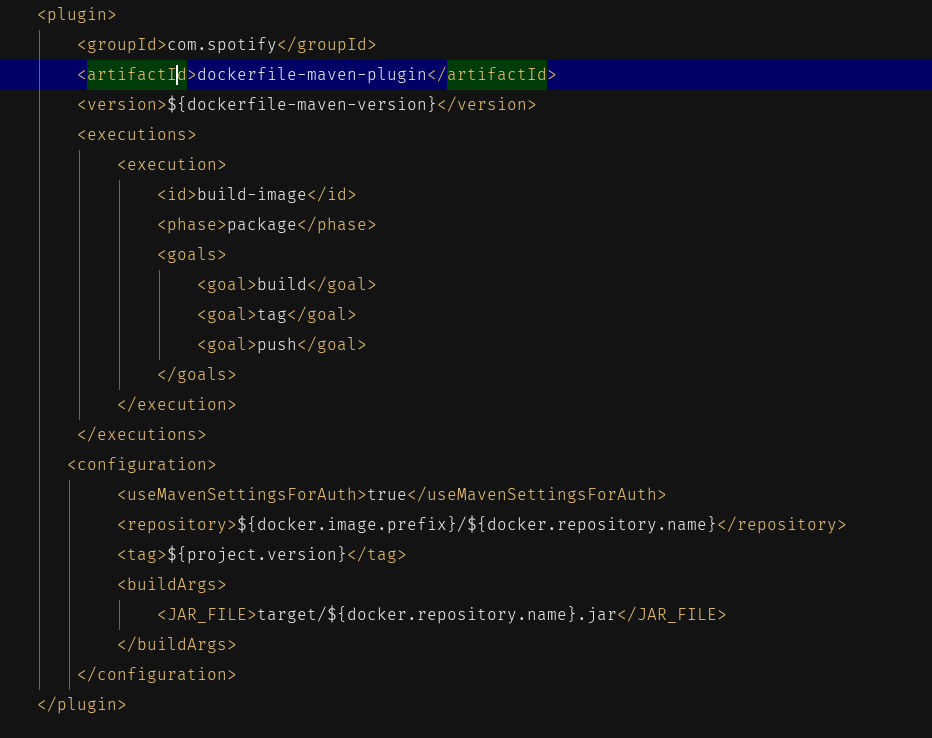 <plugin>
    <groupId>com.spotify</groupId>
    <artifactId>dockerfile-maven-plugin</artifactId>
    <version>${dockerfile-maven-version}</version>
    <executions>
        <execution>
            <id>build-image</id>
            <phase>package</phase>
            <goals>
                <goal>build</goal>
                <goal>tag</goal>
                <goal>push</goal>
            </goals>
        </execution>
    </executions>
   <configuration>
        <useMavenSettingsForAuth>true</useMavenSettingsForAuth>
        <repository>${docker.image.prefix}/${docker.repository.name}</repository>
        <tag>${project.version}</tag>
        <buildArgs>
            <JAR_FILE>target/${docker.repository.name}.jar</JAR_FILE>
        </buildArgs>
    </configuration>
</plugin>